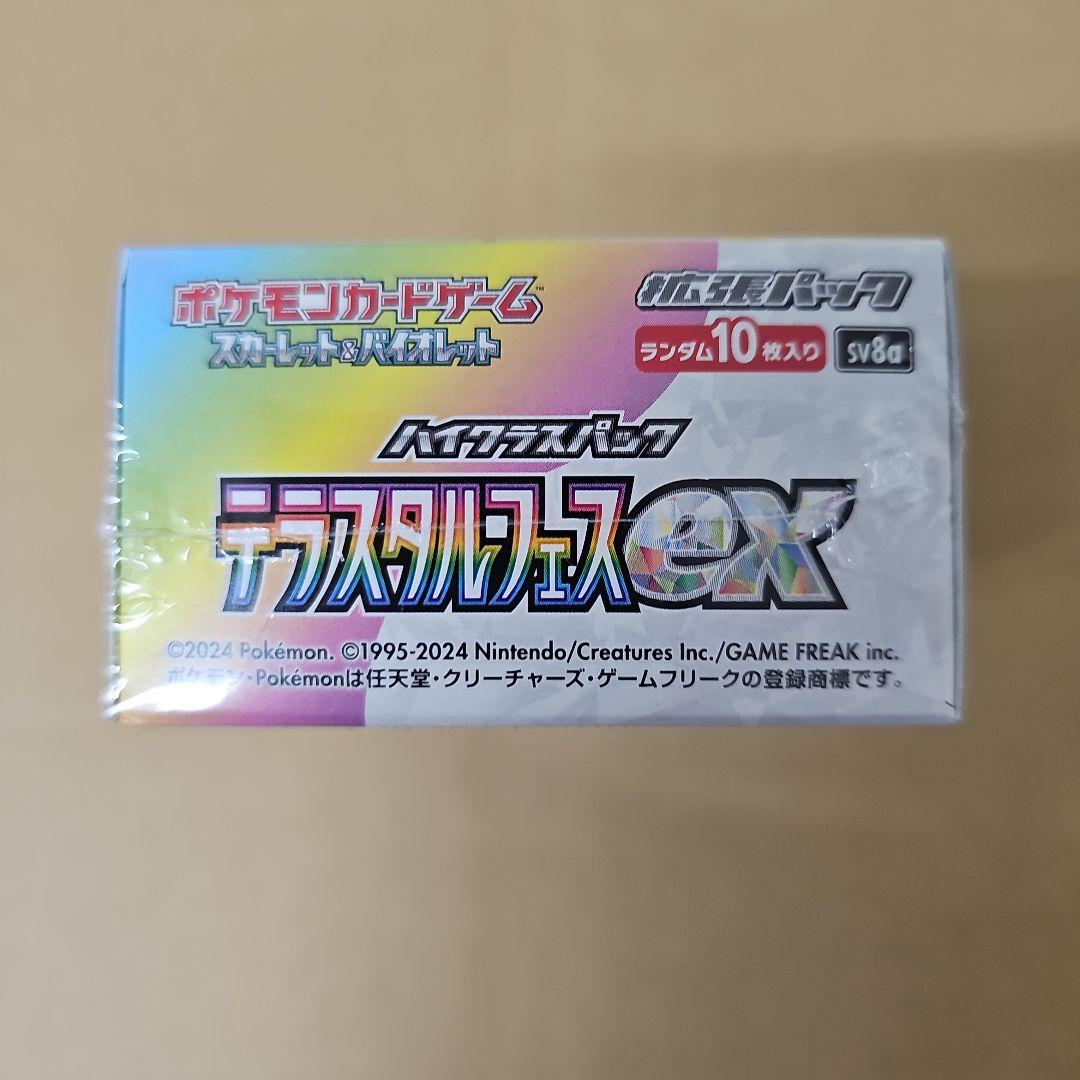 ポケモンカードゲーム™
スカーレット&バイオレット
拡張パック
ランダム10枚入り
sv8a
ハイクラスパック
テラスタルフェスex
©2024 Pokémon. ©1995-2024 Nintendo/Creatures Inc./GAME FREAK inc.
ポケモン・Pokémonは任天堂・クリーチャーズ・ゲームフリークの登録商標です。